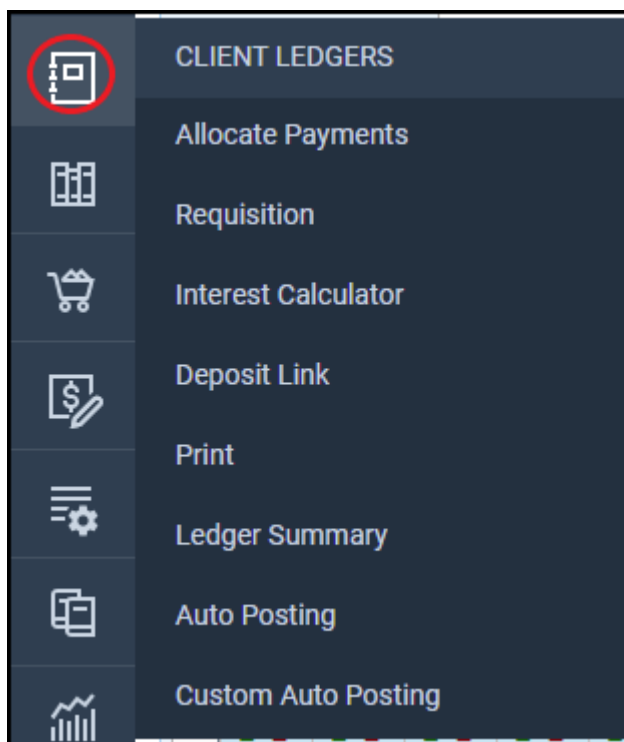 CLIENT LEDGERS
Allocate Payments
Requisition
Interest Calculator
Deposit Link
$
Print
Ledger Summary
Auto Posting
Custom Auto Posting